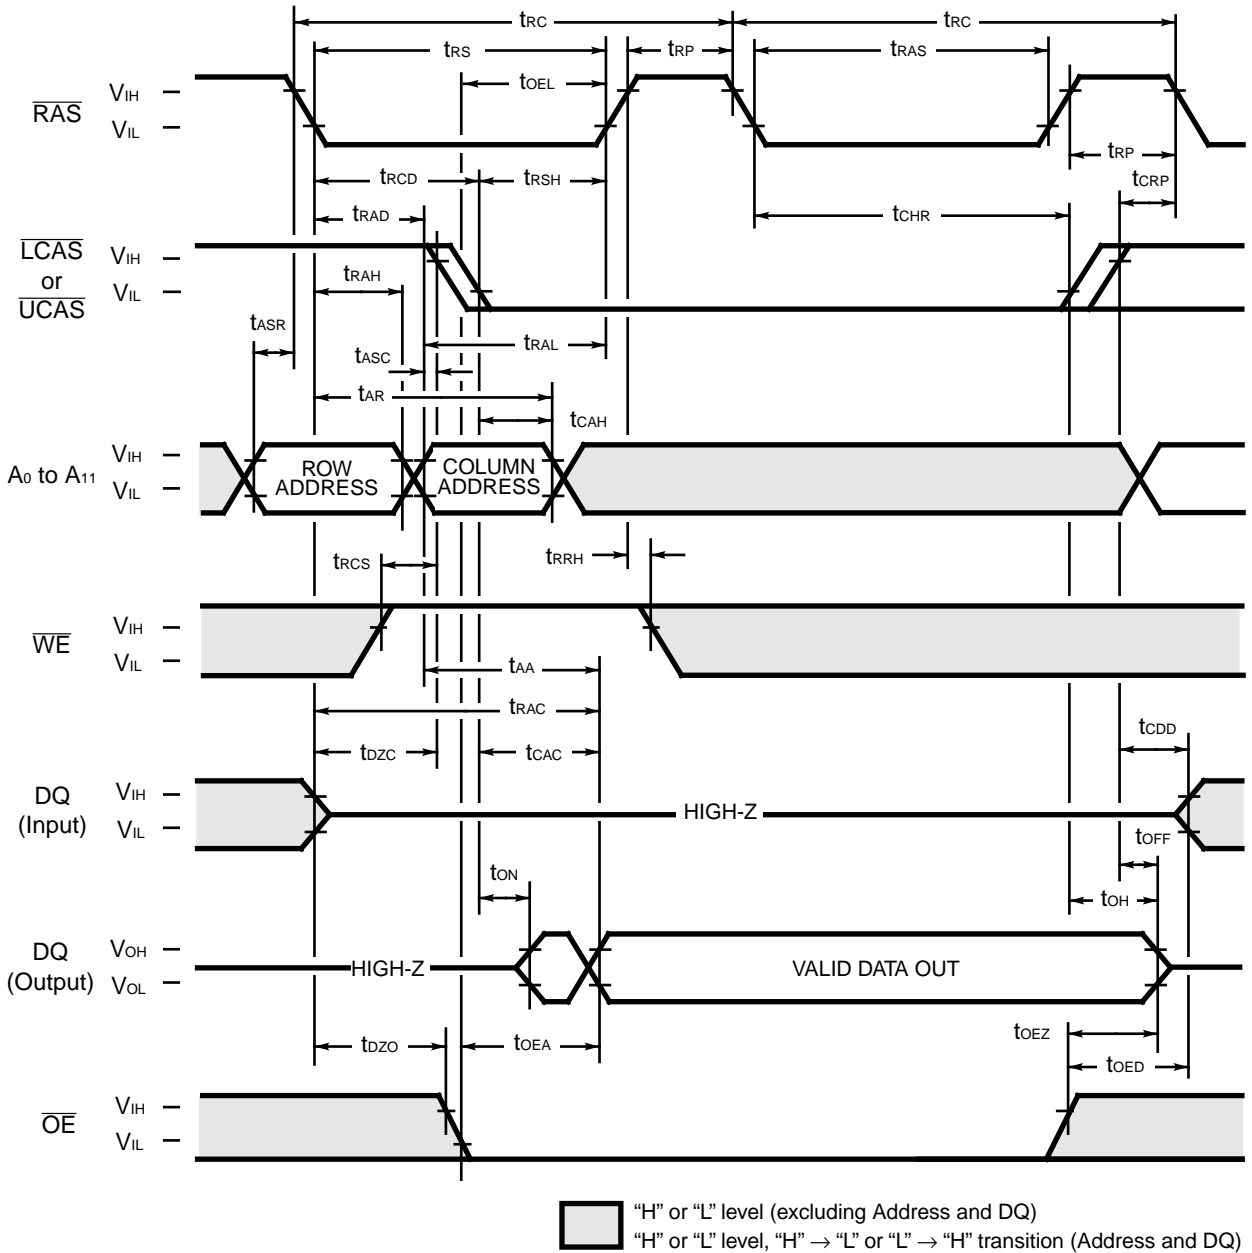 tRC tRC
tRS tRP tRAS
tOEL
RAS VIH
VIL
tRP
tRCD tRSH tCRP
tRAD tCHR
LCAS
or
UCAS
VIH
VIL
tRAH
tASR
tRAL
tASC
tAR
tCAH
A0 to A11 VIH
VIL
ROW
ADDRESS
COLUMN
ADDRESS
tRCS tRRH
WE VIH
VIL
tAA
tRAC
tDZC tCAC tCDD
DQ
(Input)
VIH
VIL
HIGH-Z
tOFF
tON tOH
DQ
(Output)
VOH
VOL
HIGH-Z VALID DATA OUT
tDZO tOEA tOEZ
tOED
OE VIH
VIL
“H” or “L” level (excluding Address and DQ)
“H” or “L” level, “H” → “L” or “L” → “H” transition (Address and DQ)